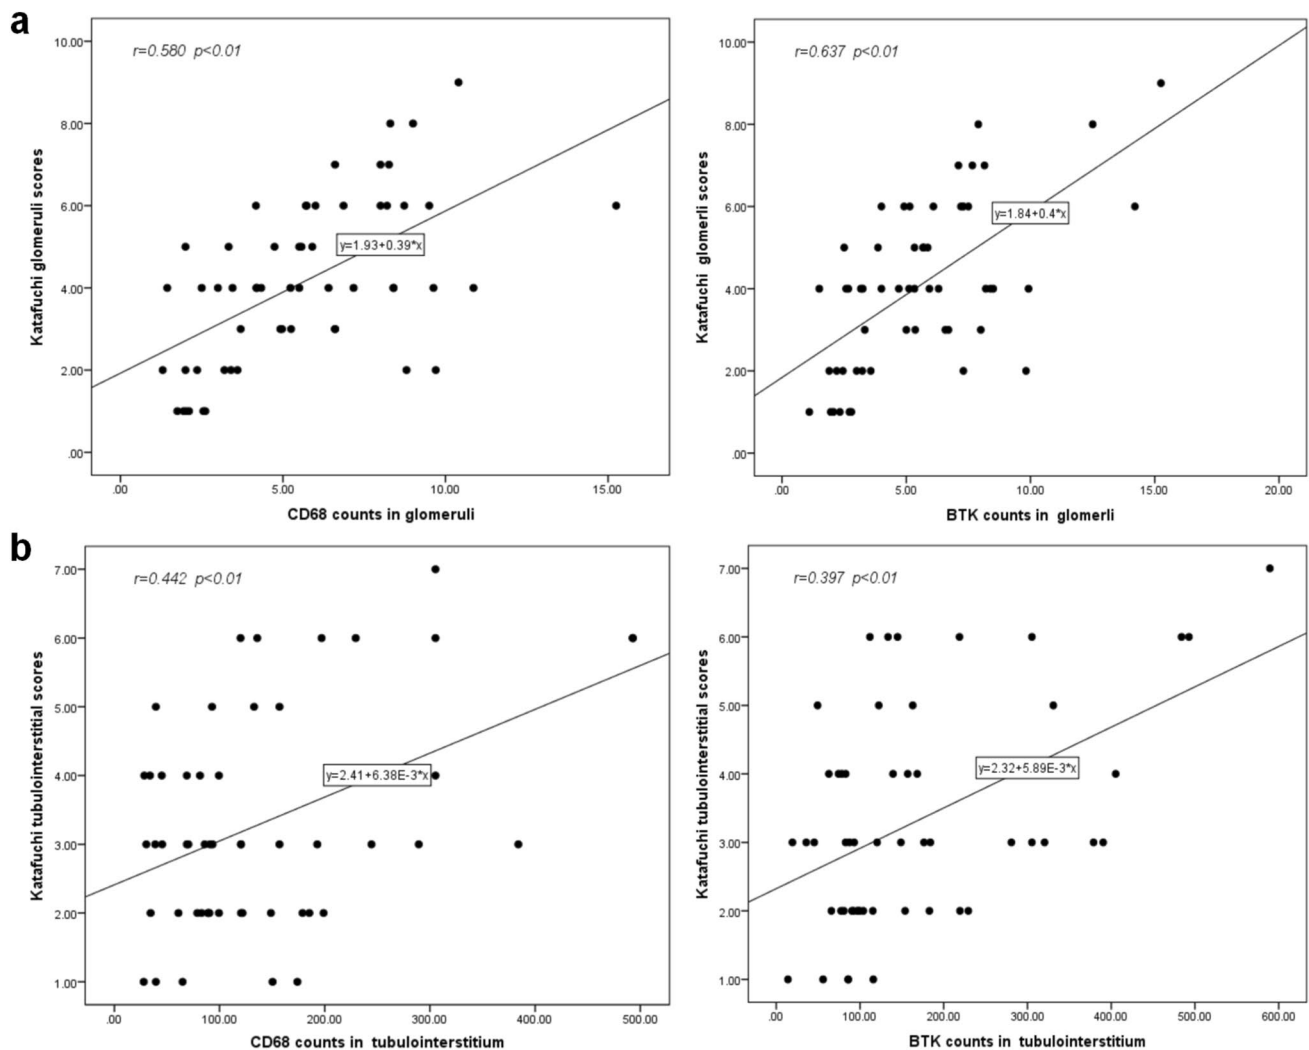 a
r=0.580 p<0.01
10.00
8.00
6.00
4.00
2.00
.00
Katafuchi glomeruli scores
y=1.93+0.39*x
.00 5.00 10.00 15.00
CD68 counts in glomeruli
r=0.637 p<0.01
10.00
8.00
6.00
4.00
2.00
.00
Katafuchi glomerli scores
y=1.84+0.4*x
.00 5.00 10.00 15.00 20.00
BTK counts in glomerli
b
r=0.442 p<0.01
7.00
6.00
5.00
4.00
3.00
2.00
1.00
Katafuchi tubulointerstitial scores
y=2.41+6.38E-3*x
.00 100.00 200.00 300.00 400.00 500.00
CD68 counts in tubulointerstitium
r=0.397 p<0.01
7.00
6.00
5.00
4.00
3.00
2.00
1.00
Katafuchi tubulointerstitial scores
y=2.32+5.89E-3*x
.00 100.00 200.00 300.00 400.00 500.00 600.00
BTK counts in tubulointerstitium